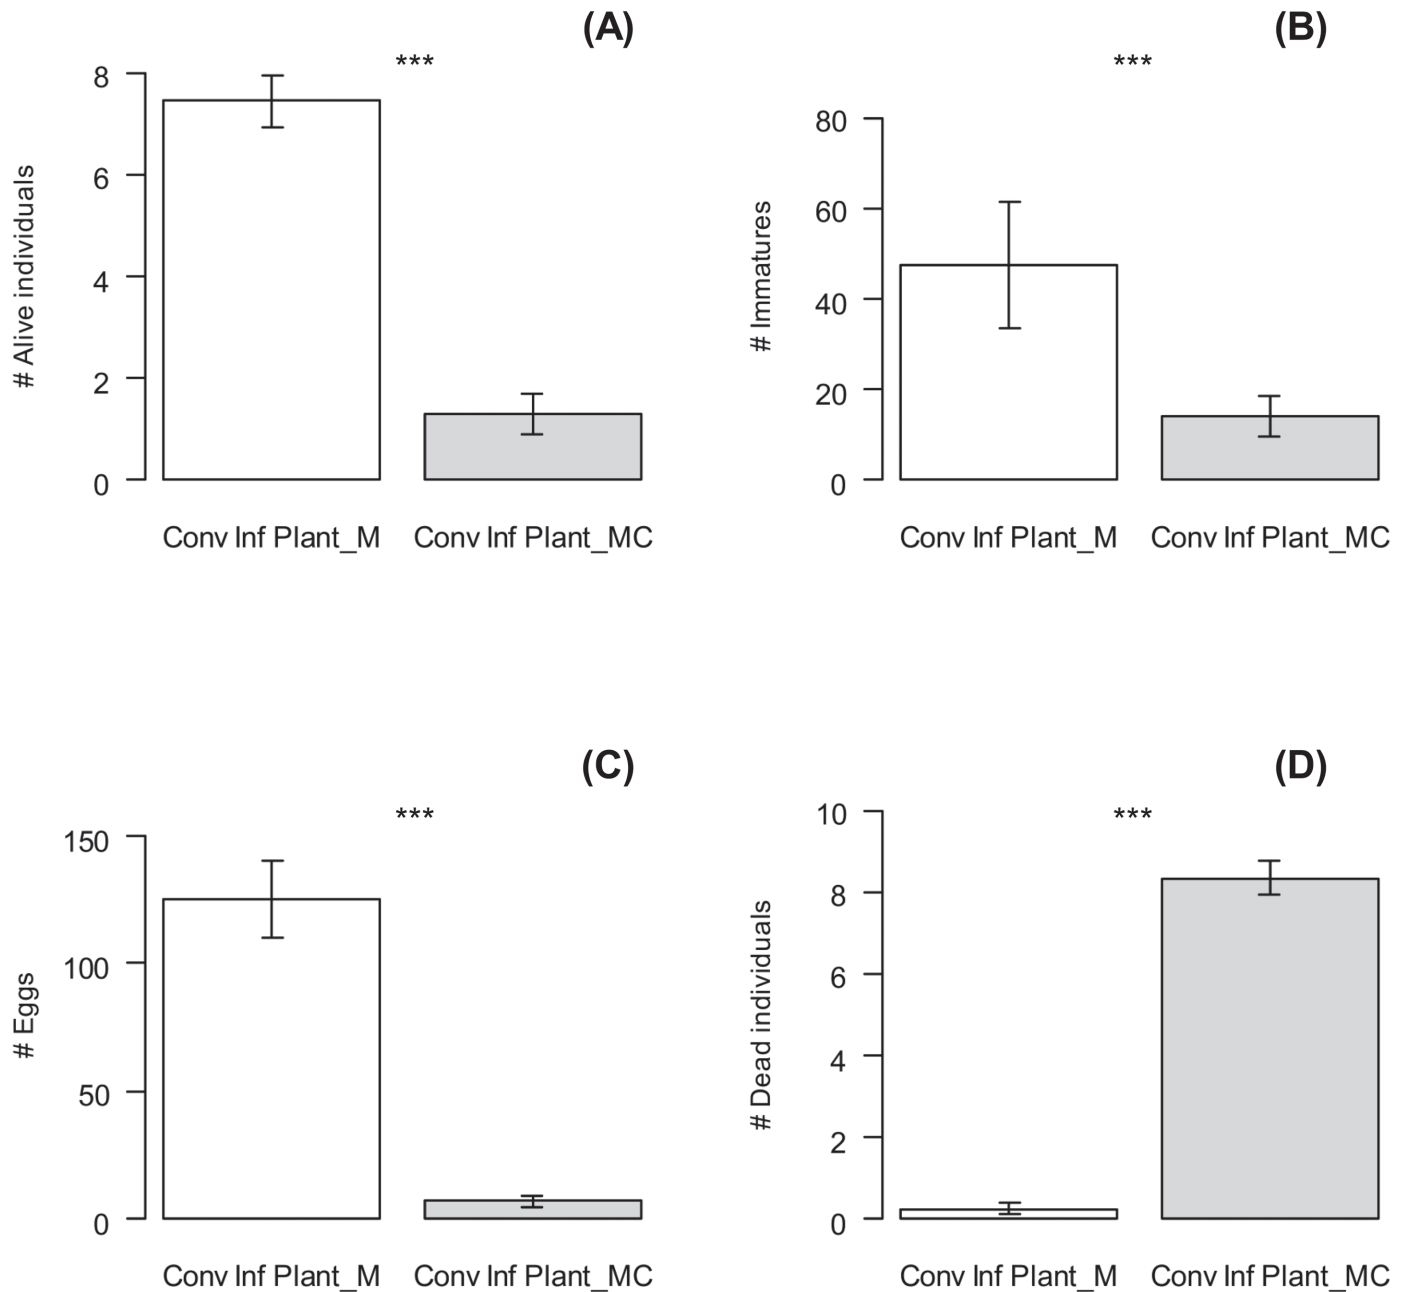 (A)
***
# Alive individuals
8
6
4
2
0
Conv Inf Plant_M
Conv Inf Plant_MC
(B)
***
# Immatures
80
60
40
20
0
Conv Inf Plant_M
Conv Inf Plant_MC
(C)
***
# Eggs
150
100
50
0
Conv Inf Plant_M
Conv Inf Plant_MC
(D)
***
# Dead individuals
10
8
6
4
2
0
Conv Inf Plant_M
Conv Inf Plant_MC